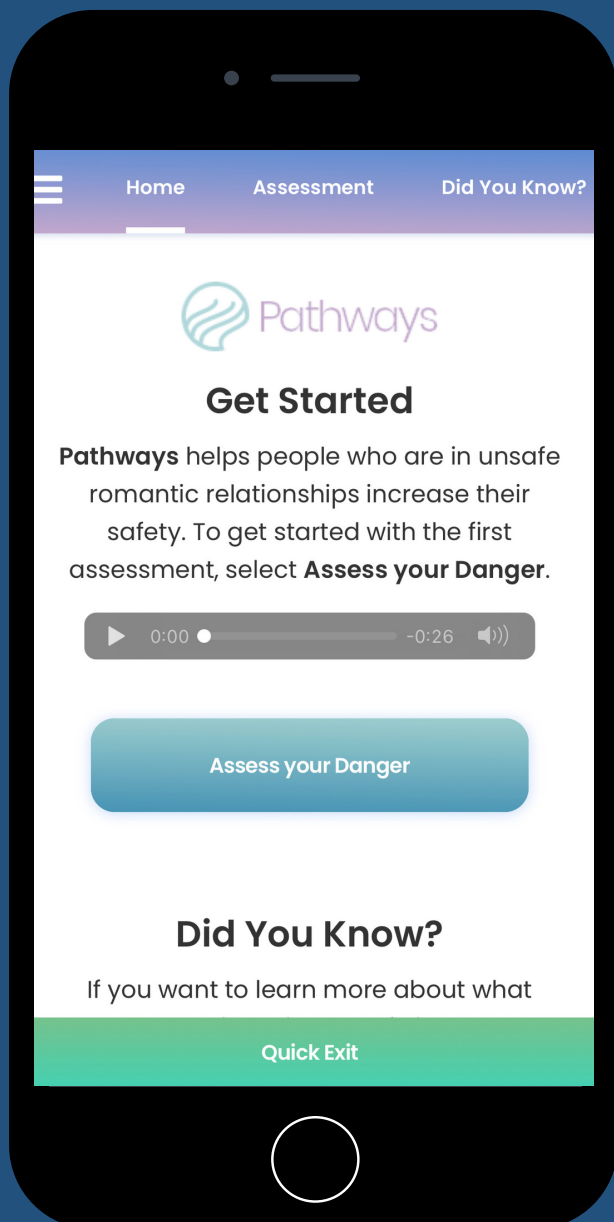 Home Assessment Did You Know?
Pathways
Get Started
Pathways helps people who are in unsafe
romantic relationships increase their
safety. To get started with the first
assessment, select Assess your Danger.
0:00 -0:26
Assess your Danger
Did You Know?
If you want to learn more about what
Quick Exit